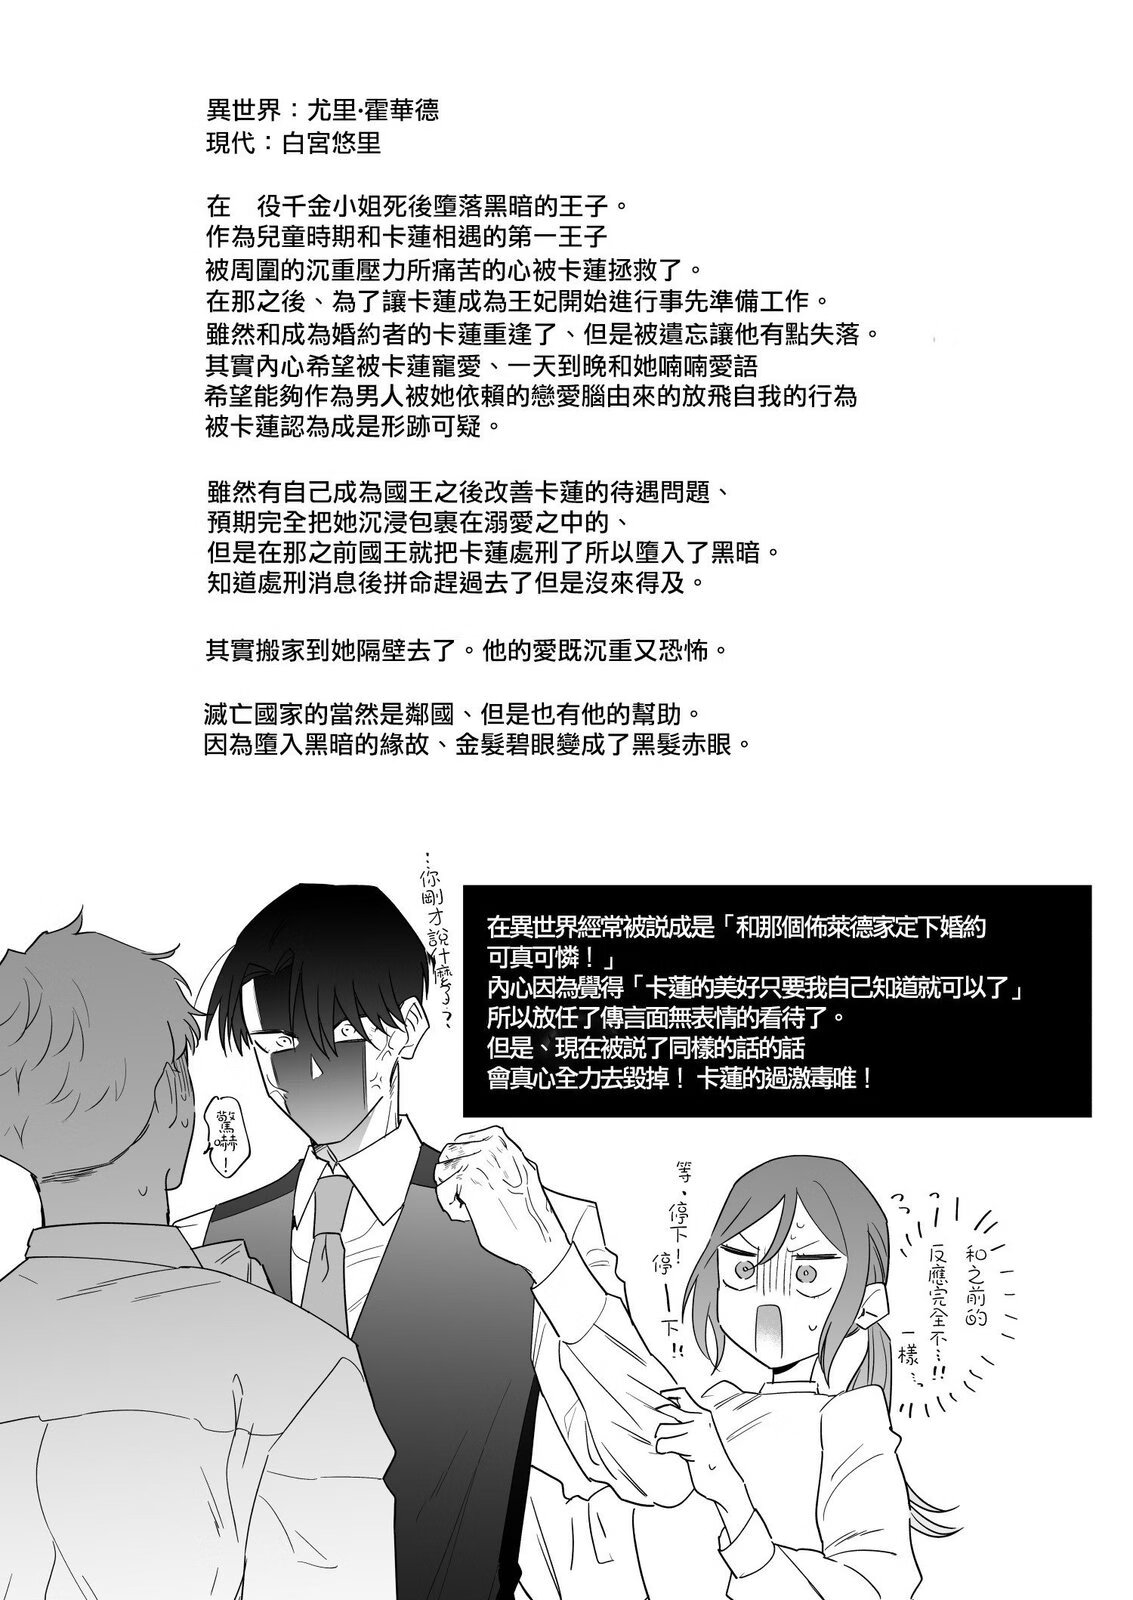 異世界：尤里·霍華德
現代：白宮悠里
在　役千金小姐死後墮落黑暗的王子。
作為兒童時期和卡蓮相遇的第一王子
被周圍的沉重壓力所痛苦的心被卡蓮拯救了。
在那之後、為了讓卡蓮成為王妃開始進行事先準備工作。
雖然和成為婚約者的卡蓮重逢了、但是被遺忘讓他有點失落。
其實內心希望被卡蓮寵愛、一天到晚和她喃喃愛語
希望能夠作為男人被她依賴的戀愛腦由來的放飛自我的行為
被卡蓮認為成是形跡可疑。
雖然有自己成為國王之後改善卡蓮的待遇問題、
預期完全把她沉浸包裹在溺愛之中的、
但是在那之前國王就把卡蓮處刑了所以墮入了黑暗。
知道處刑消息後拼命趕過去了但是沒來得及。
其實搬家到她隔壁去了。他的愛既沉重又恐怖。
滅亡國家的當然是鄰國、但是也有他的幫助。
因為墮入黑暗的緣故、金髮碧眼變成了黑髮赤眼。
…你剛才說什麼了？
在異世界經常被説成是「和那個佈萊德家定下婚約
可真可憐！」
內心因為覺得「卡蓮的美好只要我自己知道就可以了」
所以放任了傳言面無表情的看待了。
但是、現在被説了同樣的話的話
會真心全力去毀掉！ 卡蓮的過激毒唯！
驚嚇！
等、停下！
停ー下!!
和之前的
反應完全不…!!
一樣…
っーっ